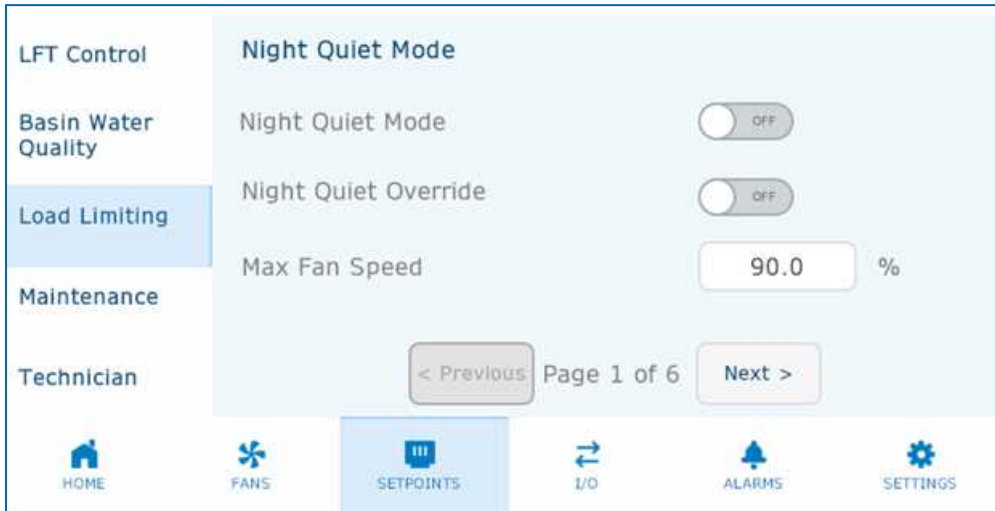 LFT Control
Basin Water
Quality
Load Limiting
Maintenance
Technician
Night Quiet Mode
Night Quiet Mode
OFF
Night Quiet Override
OFF
Max Fan Speed
90.0
%
< Previous
Page 1 of 6
Next >
HOME
FANS
SETPOINTS
I/O
ALARMS
SETTINGS